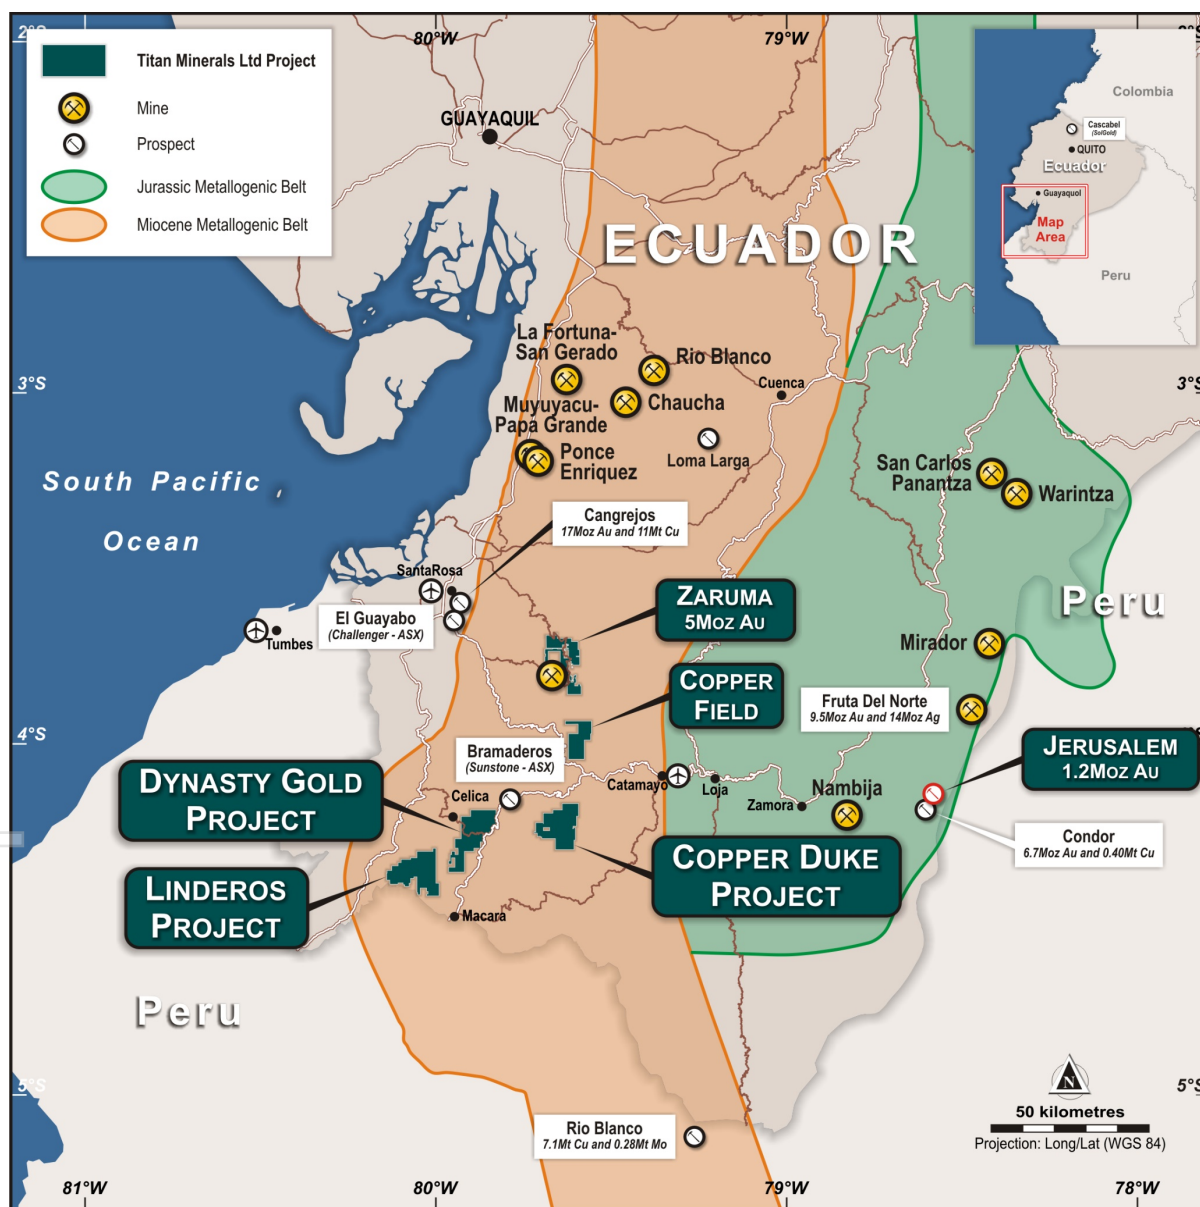 2°S
80°W
79°W
2°S
Titan Minerals Ltd Project
Mine
Prospect
Jurassic Metallogenic Belt
Miocene Metallogenic Belt
GUAYAQUIL
ECUADOR
Colombia
Cascabel
(SolGold)
QUITO
Ecuador
Guayaquol
Map
Area
Peru
La Fortuna-
San Gerado
Rio Blanco
3°S
3°S
Cuenca
Chaucha
Muyuyacu-
Papa Grande
Ponce
Enriquez
Loma Larga
San Carlos
Panantza
Warintza
South Pacific
Ocean
Cangrejos
17Moz Au and 11Mt Cu
SantaRosa
El Guayabo
(Challenger - ASX)
Tumbes
ZARUMA
5MOZ AU
Peru
Mirador
COPPER
FIELD
Fruta Del Norte
9.5Moz Au and 14Moz Ag
4°S
Bramaderos
(Sunstone - ASX)
JERUSALEM
1.2MOZ AU
DYNASTY GOLD
PROJECT
Celica
Catamayo
Loja
Zamora
Nambija
Condor
6.7Moz Au and 0.40Mt Cu
COPPER DUKE
PROJECT
LINDEROS
PROJECT
Macará
Peru
5°S
5°S
N
50 kilometres
Projection: Long/Lat (WGS 84)
Rio Blanco
7.1Mt Cu and 0.28Mt Mo
81°W
80°W
79°W
78°W